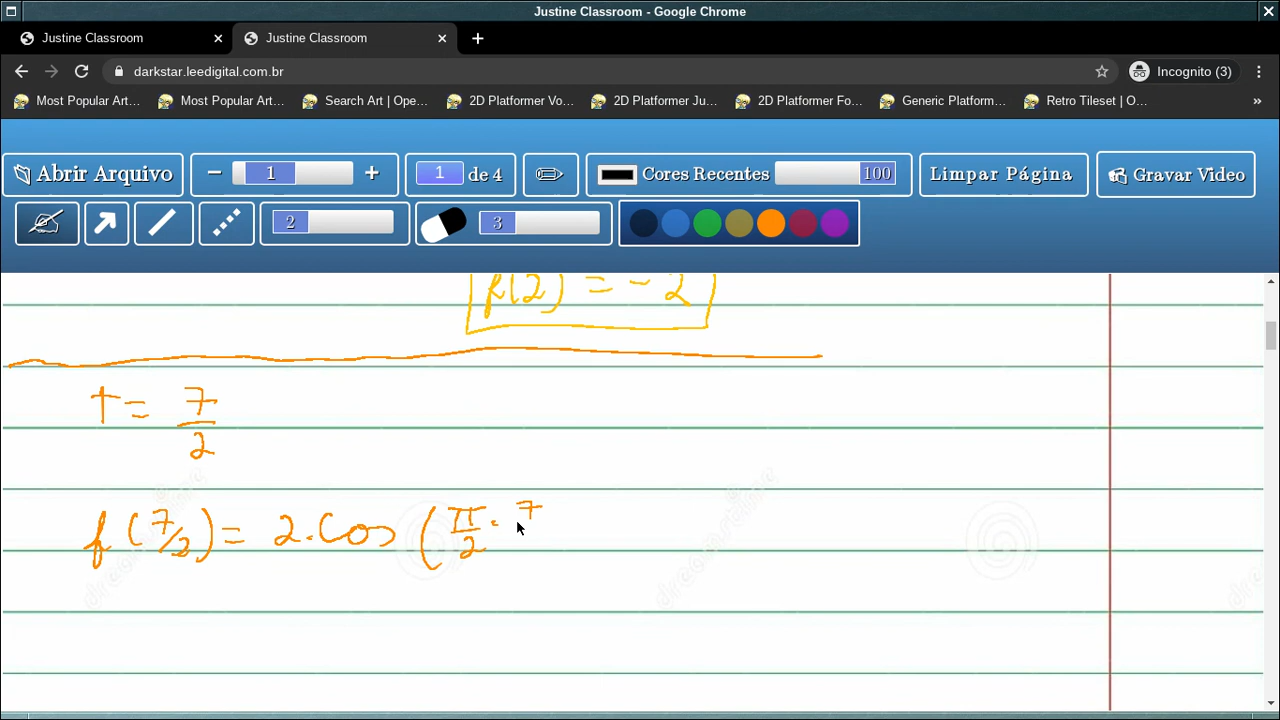 Justine Classroom - Google Chrome
Justine Classroom
Justine Classroom
darkstar.leedigital.com.br
Incognito (3)
Most Popular Art...
Most Popular Art...
Search Art | Ope...
2D Platformer Vo...
2D Platformer Ju...
2D Platformer Fo...
Generic Platform...
Retro Tileset | O...
Abrir Arquivo
− 1 +
1 de 4
Cores Recentes
100
Limpar Página
Gravar Video
2
3
f(2) = -2
t = 7/2
f(7/2) = 2.Cos (π/2 . 7
dreamstime
dreamstime